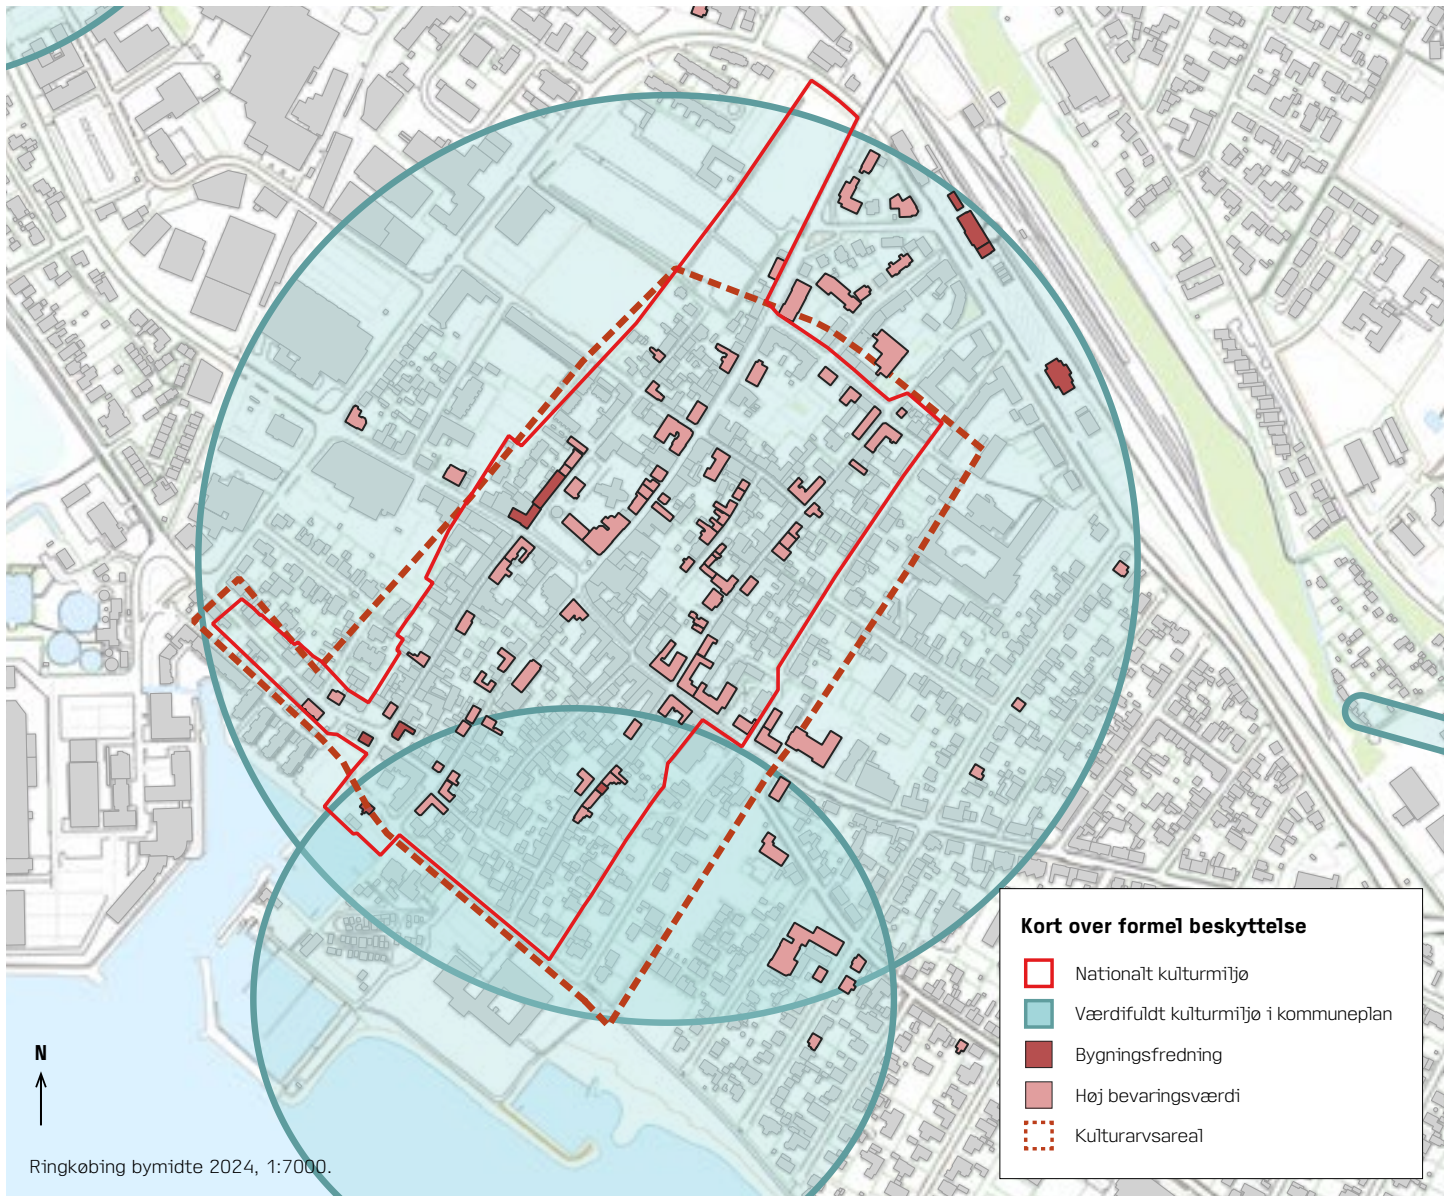 Kort over formel beskyttelse
Nationalt kulturmiljø
Værdifuldt kulturmiljø i kommuneplan
Bygningsfredning
Høj bevaringsværdi
Kulturarvsareal
N
Ringkøbing bymidte 2024, 1:7000.